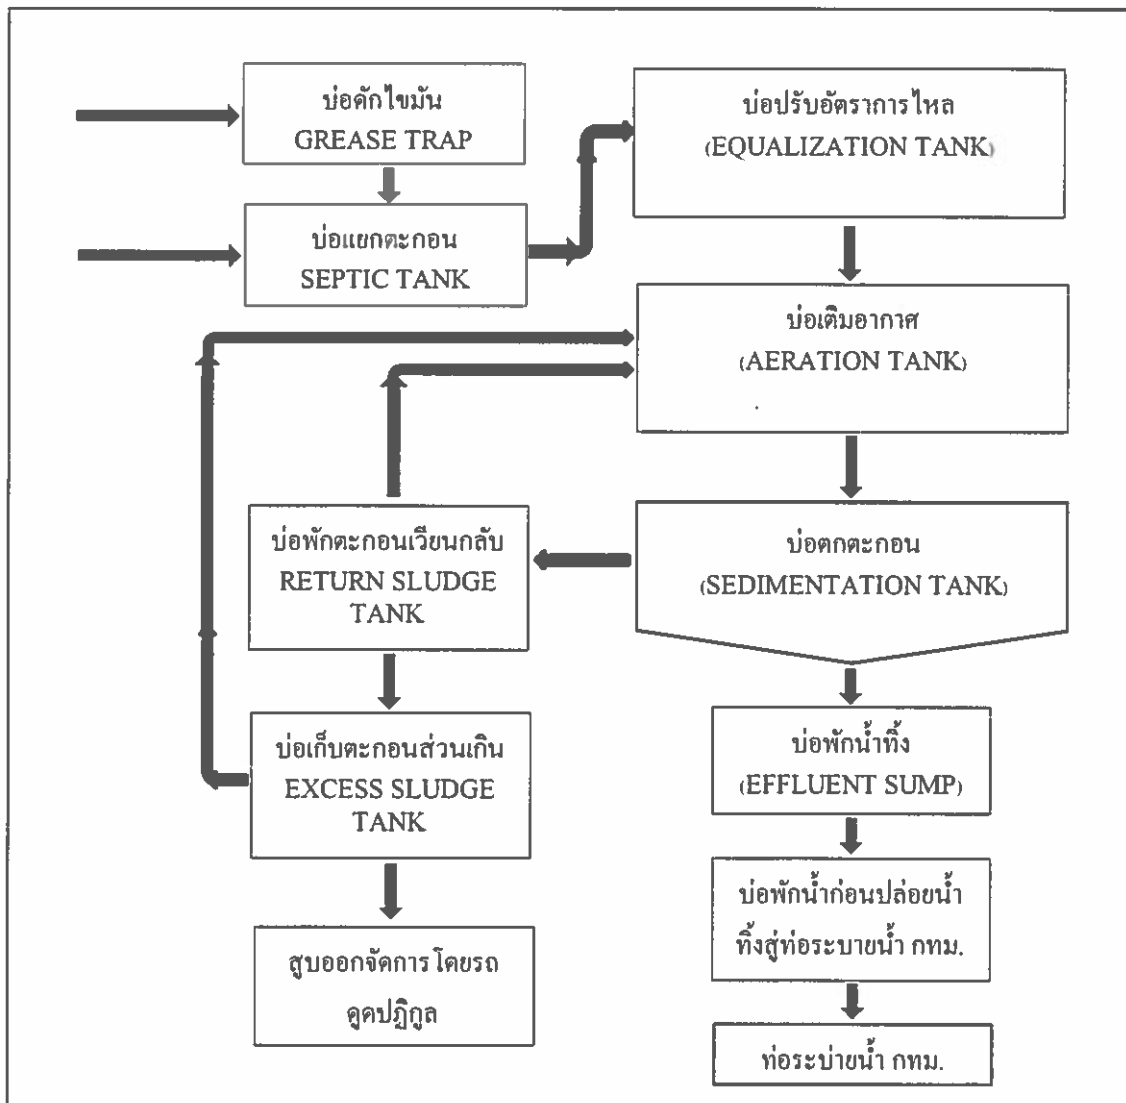 บ่อดักไขมัน
GREASE TRAP
บ่อแยกตะกอน
SEPTIC TANK
บ่อปรับอัตราการไหล
(EQUALIZATION TANK)
บ่อเติมอากาศ
(AERATION TANK)
บ่อตกตะกอน
(SEDIMENTATION TANK)
บ่อพักตะกอนเวียนกลับ
RETURN SLUDGE
TANK
บ่อเก็บตะกอนส่วนเกิน
EXCESS SLUDGE
TANK
สูบออกจัดการโดยรถ
ดูดปฏิกูล
บ่อพักน้ำทิ้ง
(EFFLUENT SUMP)
บ่อพักน้ำก่อนปล่อยน้ำ
ทิ้งสู่ท่อระบายน้ำ กทม.
ท่อระบ่ายน้ำ กทม.